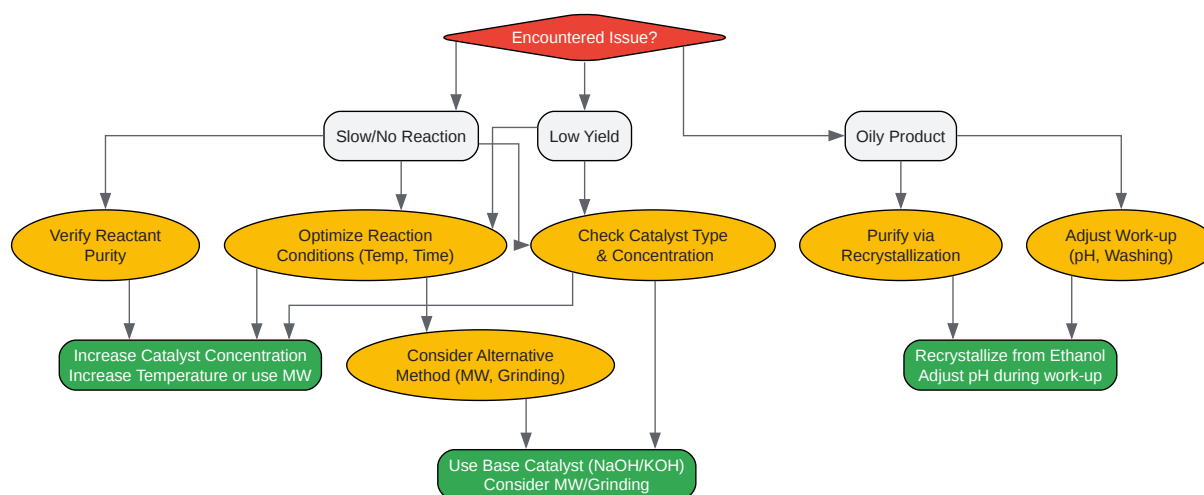 Encountered Issue?
Slow/No Reaction
Low Yield
Oily Product
Verify Reactant
Purity
Optimize Reaction
Conditions (Temp, Time)
Check Catalyst Type
& Concentration
Purify via
Recrystallization
Adjust Work-up
(pH, Washing)
Increase Catalyst Concentration
Increase Temperature or use MW
Consider Alternative
Method (MW, Grinding)
Recrystallize from Ethanol
Adjust pH during work-up
Use Base Catalyst (NaOH/KOH)
Consider MW/Grinding